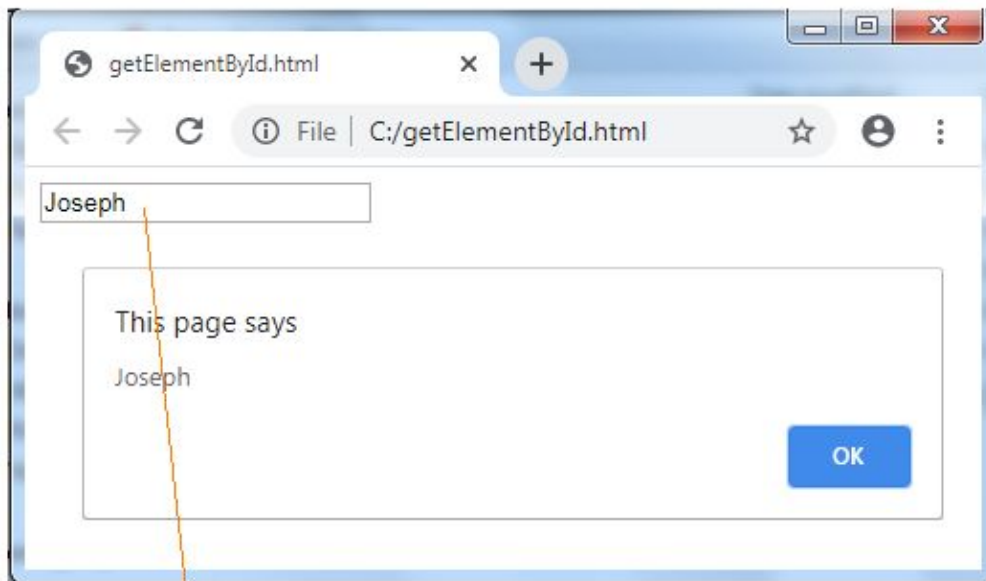 getElementById.html
File | C:/getElementById.html
Joseph
This page says
Joseph
OK